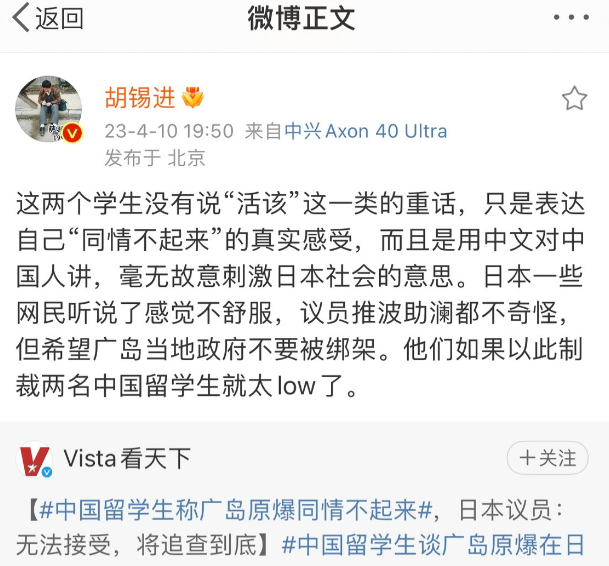 返回 微博正文
胡锡进
23-4-10 19:50 来自中兴Axon 40 Ultra
发布于 北京
这两个学生没有说“活该”这一类的重话，只是表达
自己“同情不起来”的真实感受，而且是用中文对中
国人讲，毫无故意刺激日本社会的意思。日本一些
网民听说了感觉不舒服，议员推波助澜都不奇怪，
但希望广岛当地政府不要被绑架。他们如果以此制
裁两名中国留学生就太low了。
Vista看天下 +关注
【#中国留学生称广岛原爆同情不起来#，日本议员：
无法接受，将追查到底】#中国留学生谈广岛原爆在日